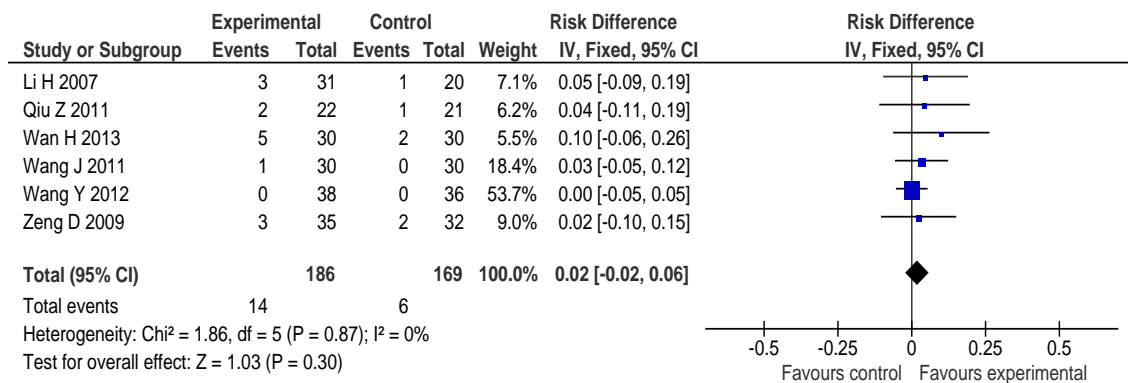 Experimental Control Risk Difference Risk Difference
Study or Subgroup Events Total Events Total Weight IV, Fixed, 95% CI IV, Fixed, 95% CI
Li H 2007 3 31 1 20 7.1% 0.05 [-0.09, 0.19]
Qiu Z 2011 2 22 1 21 6.2% 0.04 [-0.11, 0.19]
Wan H 2013 5 30 2 30 5.5% 0.10 [-0.06, 0.26]
Wang J 2011 1 30 0 30 18.4% 0.03 [-0.05, 0.12]
Wang Y 2012 0 38 0 36 53.7% 0.00 [-0.05, 0.05]
Zeng D 2009 3 35 2 32 9.0% 0.02 [-0.10, 0.15]
Total (95% CI) 186 169 100.0% 0.02 [-0.02, 0.06]
Total events 14 6
Heterogeneity: Chi² = 1.86, df = 5 (P = 0.87); I² = 0%
Test for overall effect: Z = 1.03 (P = 0.30)
-0.5 -0.25 0 0.25 0.5
Favours control Favours experimental